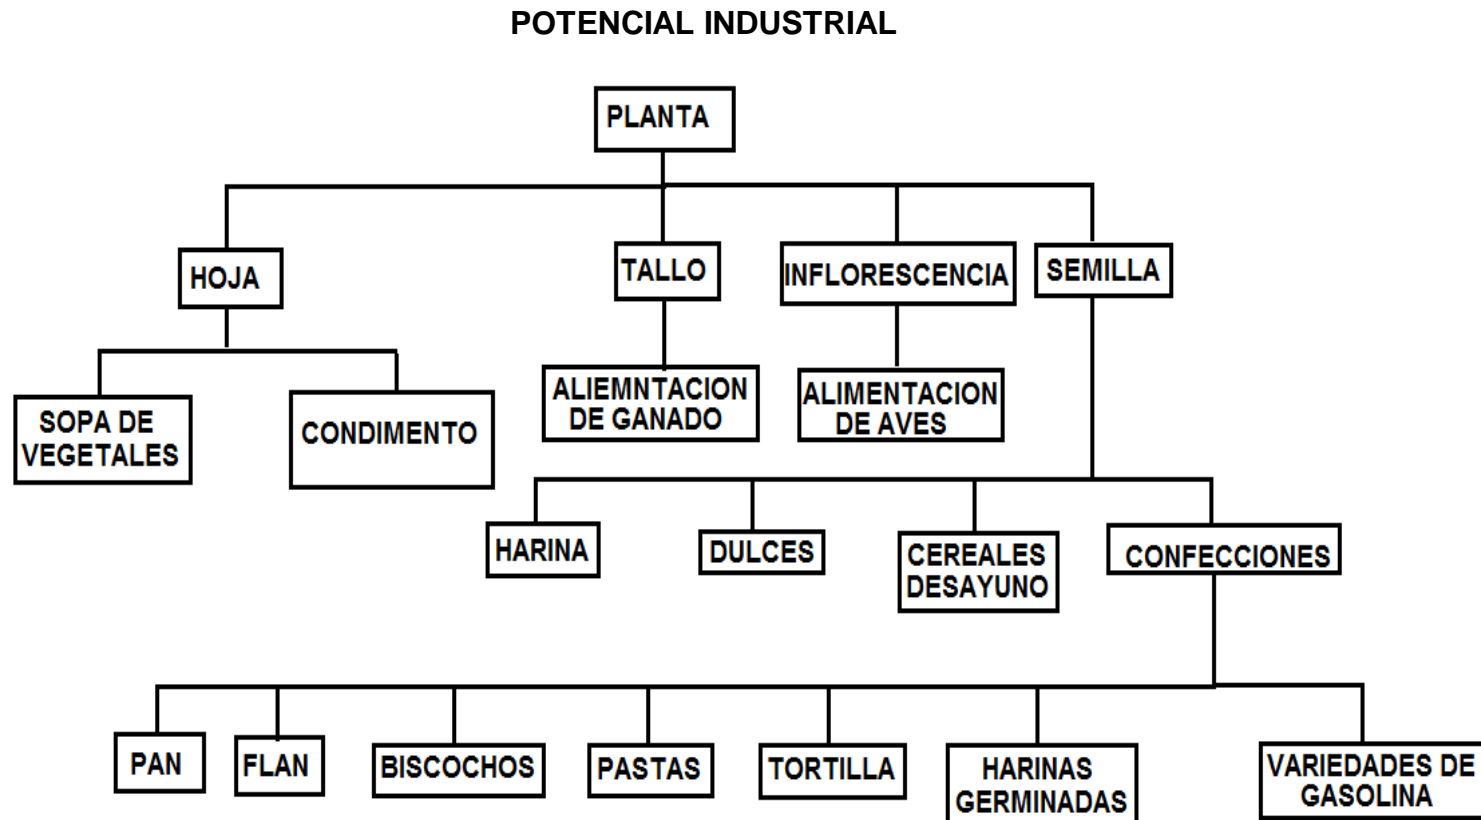 POTENCIAL INDUSTRIAL
PLANTA
HOJA
TALLO
INFLORESCENCIA
SEMILLA
SOPA DE
VEGETALES
CONDIMENTO
ALIEMNTACION
DE GANADO
ALIMENTACION
DE AVES
HARINA
DULCES
CEREALES
DESAYUNO
CONFECCIONES
PAN
FLAN
BISCOCHOS
PASTAS
TORTILLA
HARINAS
GERMINADAS
VARIEDADES DE
GASOLINA